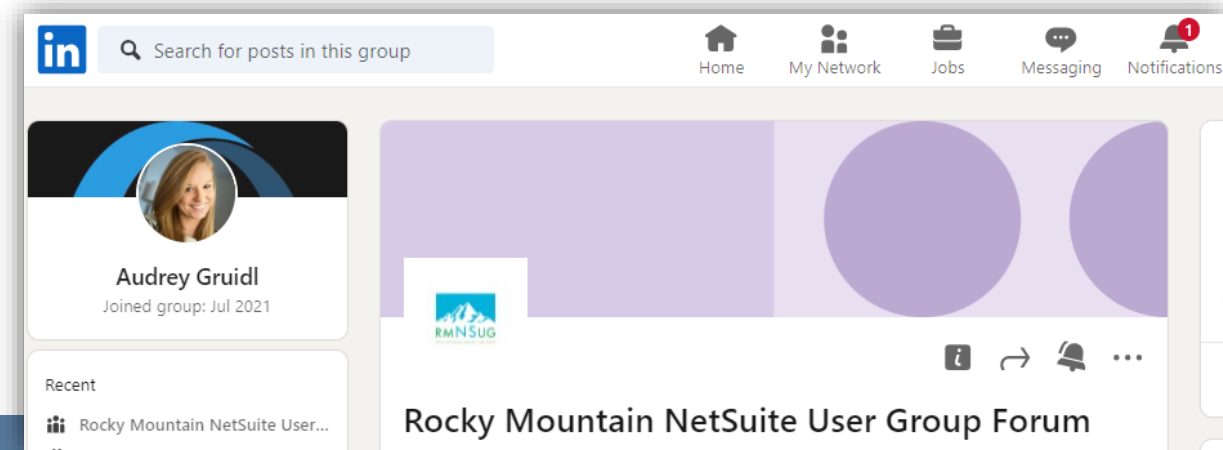 in
Search for posts in this group
Home
My Network
Jobs
Messaging
1
Notifications
Audrey Gruidl
Joined group: Jul 2021
Recent
Rocky Mountain NetSuite User...
RMNSUG
i
Rocky Mountain NetSuite User Group Forum